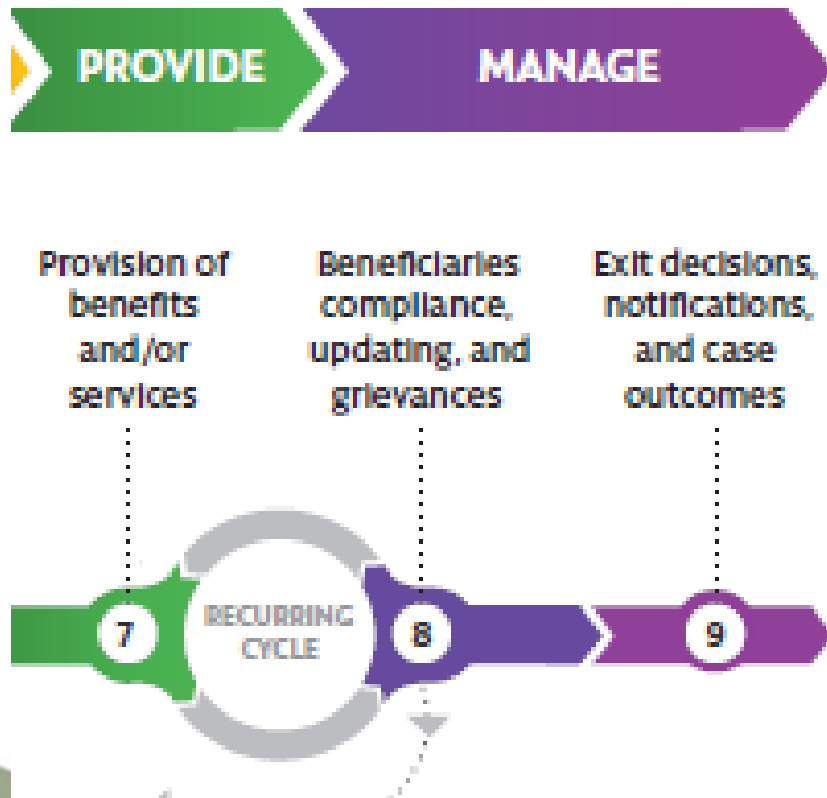 PROVIDE
MANAGE
Provision of
benefits
and/or
services
Beneficiaries
compliance,
updating, and
grievances
Exit decisions,
notifications,
and case
outcomes
7
RECURRING
CYCLE
8
9